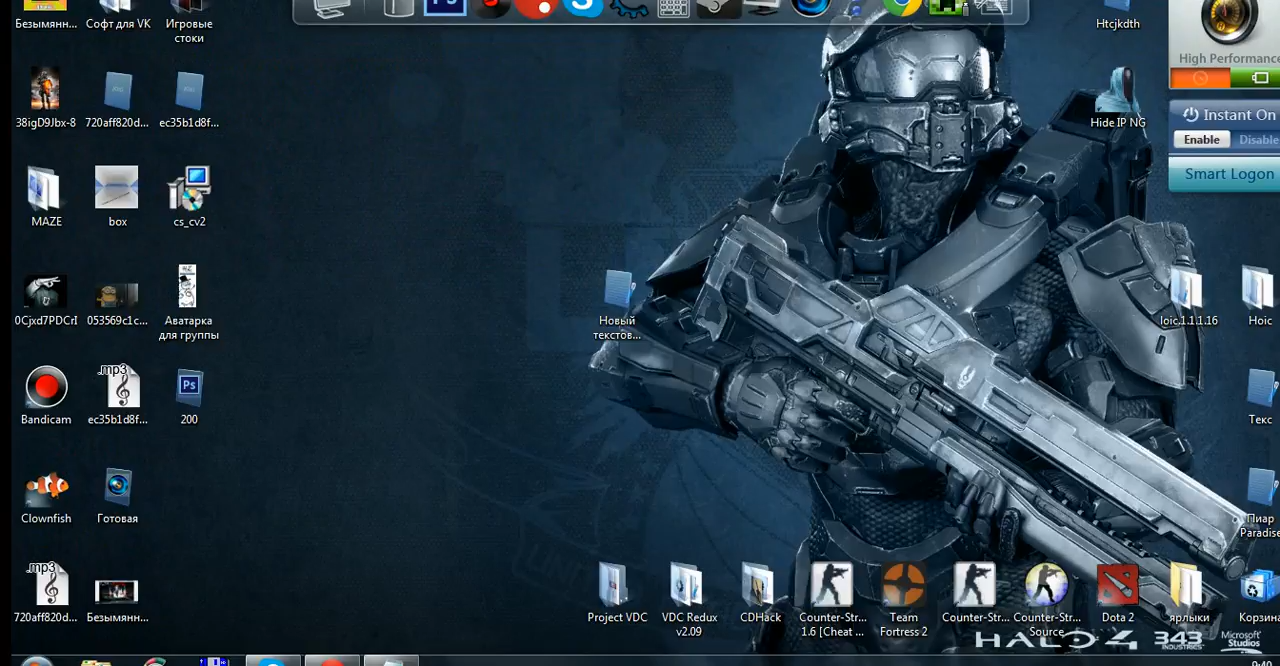 Безымянн...
Софт для VK
Игровые
стоки
Htcjkdth
High Performance
38igD9Jbx-8
720aff820d...
ec35b1d8f...
Hide IP NG
Instant On
Enable
Disable
Smart Logon
MAZE
box
cs_cv2
0Cjxd7PDCrI
053569c1c...
Аватарка
для группы
Новый
текстов...
loic.1.1.1.16
Hoic
.mp3
Ps
Bandicam
ec35b1d8f...
200
Текс
Clownfish
Готовая
Пиар
Paradise
.mp3
720aff820d...
Безымянн...
Project VDC
VDC Redux
v2.09
CDHack
Counter-Str...
1.6 [Cheat ...
Team
Fortress 2
Counter-Str...
Counter-Str...
Source
Dota 2
ярлыки
Корзина
HALO 4
343
INDUSTRIES
Microsoft
Studios